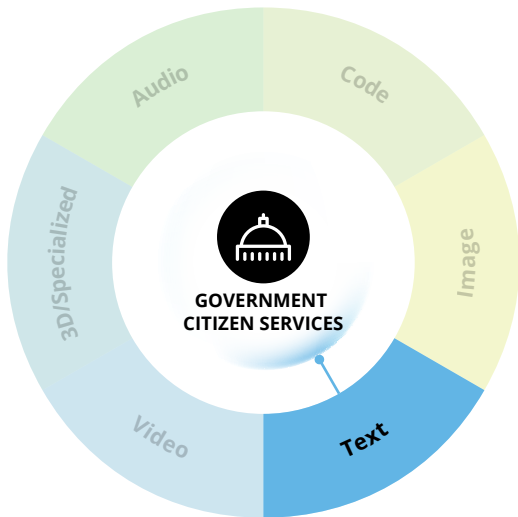 Audio
Code
3D/Specialized
Image
GOVERNMENT
CITIZEN SERVICES
Video
Text